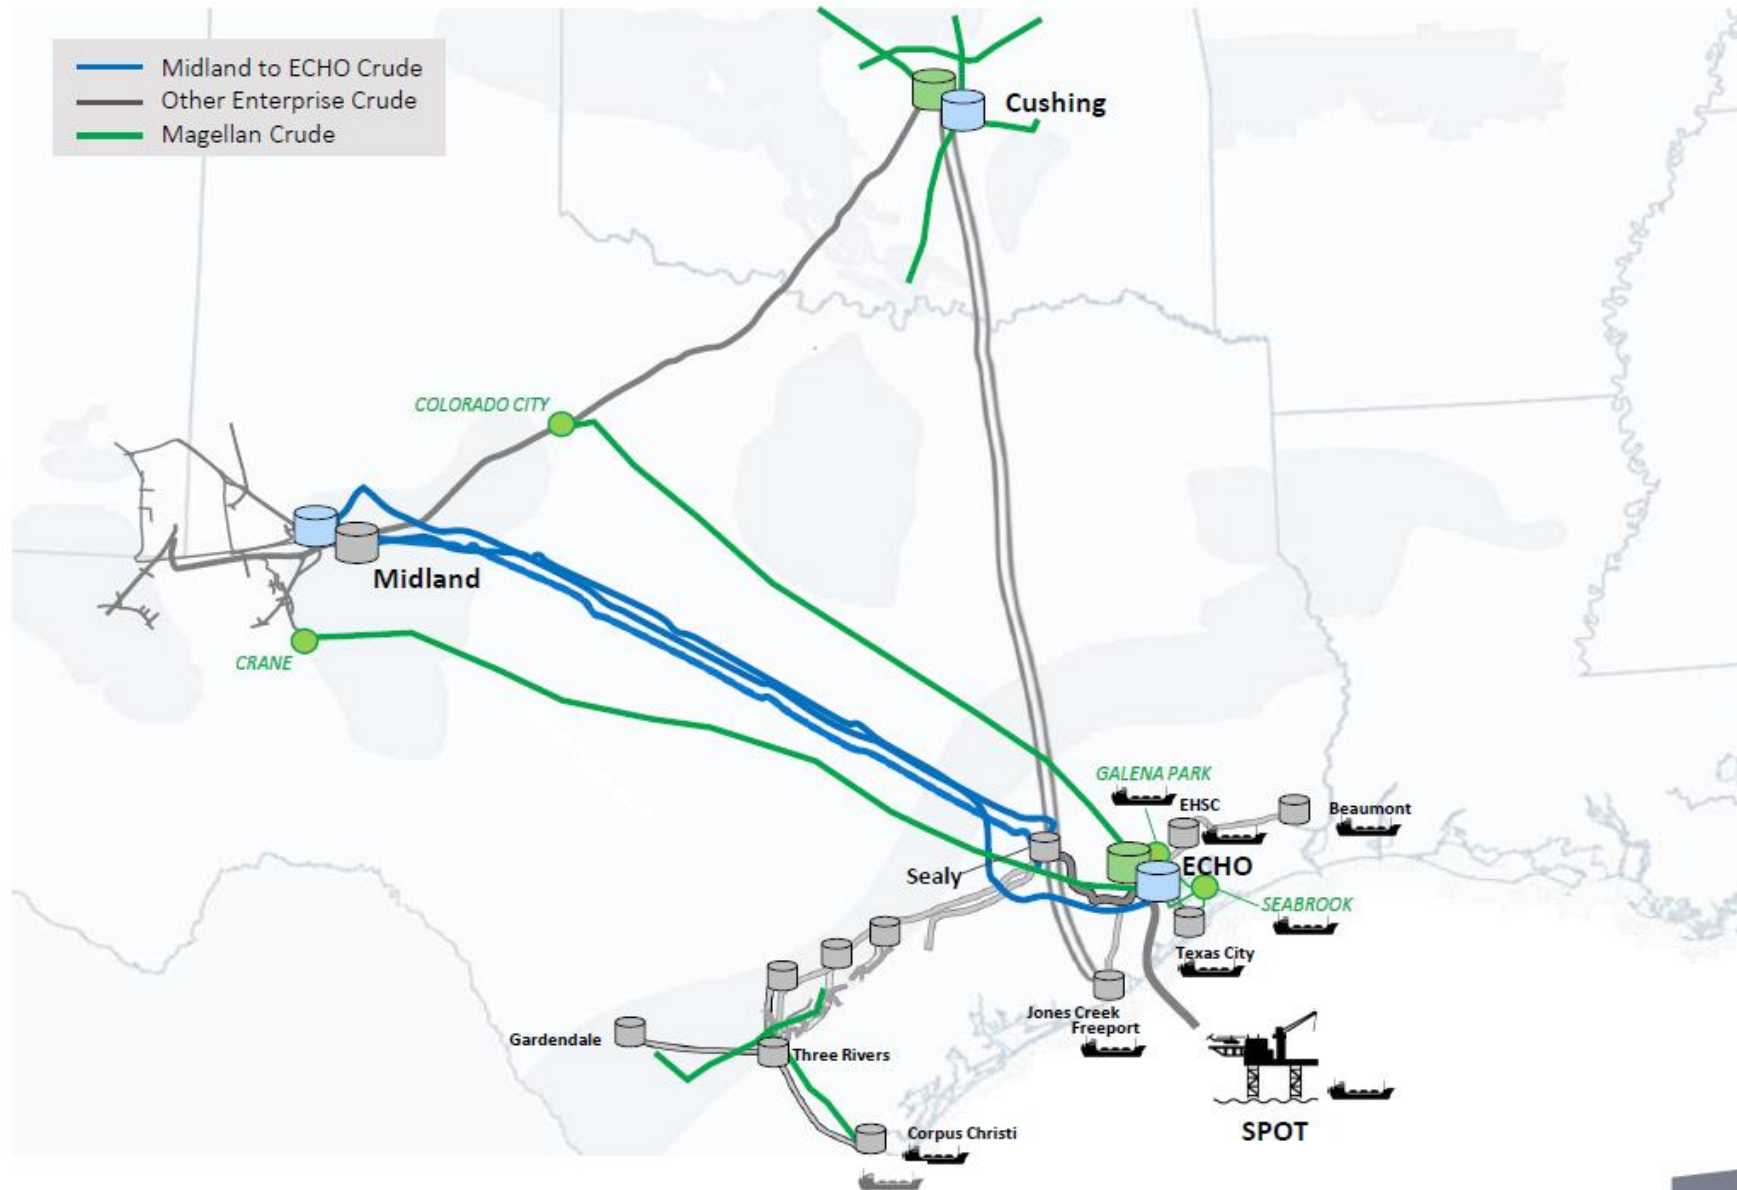 Midland to ECHO Crude
Other Enterprise Crude
Magellan Crude
Cushing
COLORADO CITY
Midland
CRANE
GALENA PARK
EHSC
Beaumont
ECHO
Sealy
SEABROOK
Texas City
Jones Creek
Freeport
Gardendale
Three Rivers
SPOT
Corpus Christi